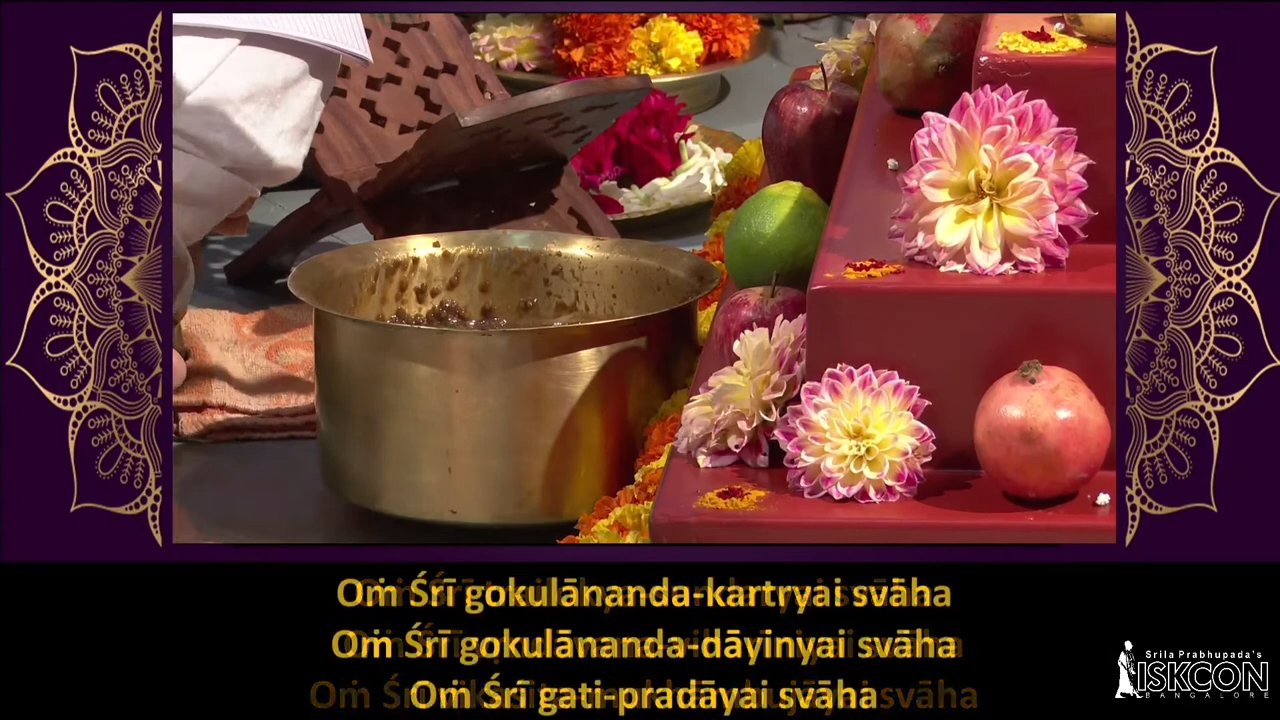 Oṁ Śrī gokulānanda-kartryai svāha
Oṁ Śrī gokulānanda-dāyinyai svāha
Oṁ Śrī gati-pradāyai svāha
Srila Prabhupada's
ISKCON
BANGALORE